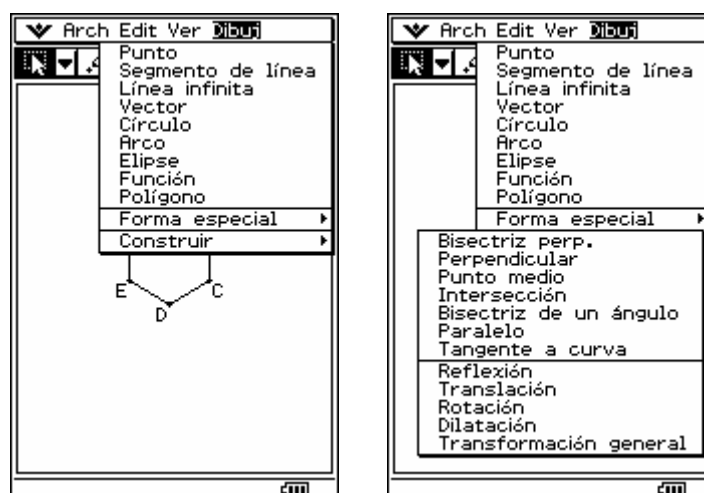 Arch Edit Ver Dibuj
Punto
Segmento de línea
Línea infinita
Vector
Círculo
Arco
Elipse
Función
Polígono
Forma especial
Construir
E
C
D
Arch Edit Ver Dibuj
Punto
Segmento de línea
Línea infinita
Vector
Círculo
Arco
Elipse
Función
Polígono
Forma especial
Bisectriz perp.
Perpendicular
Punto medio
Intersección
Bisectriz de un ángulo
Paralelo
Tangente a curva
Reflexión
Translación
Rotación
Dilatación
Transformación general